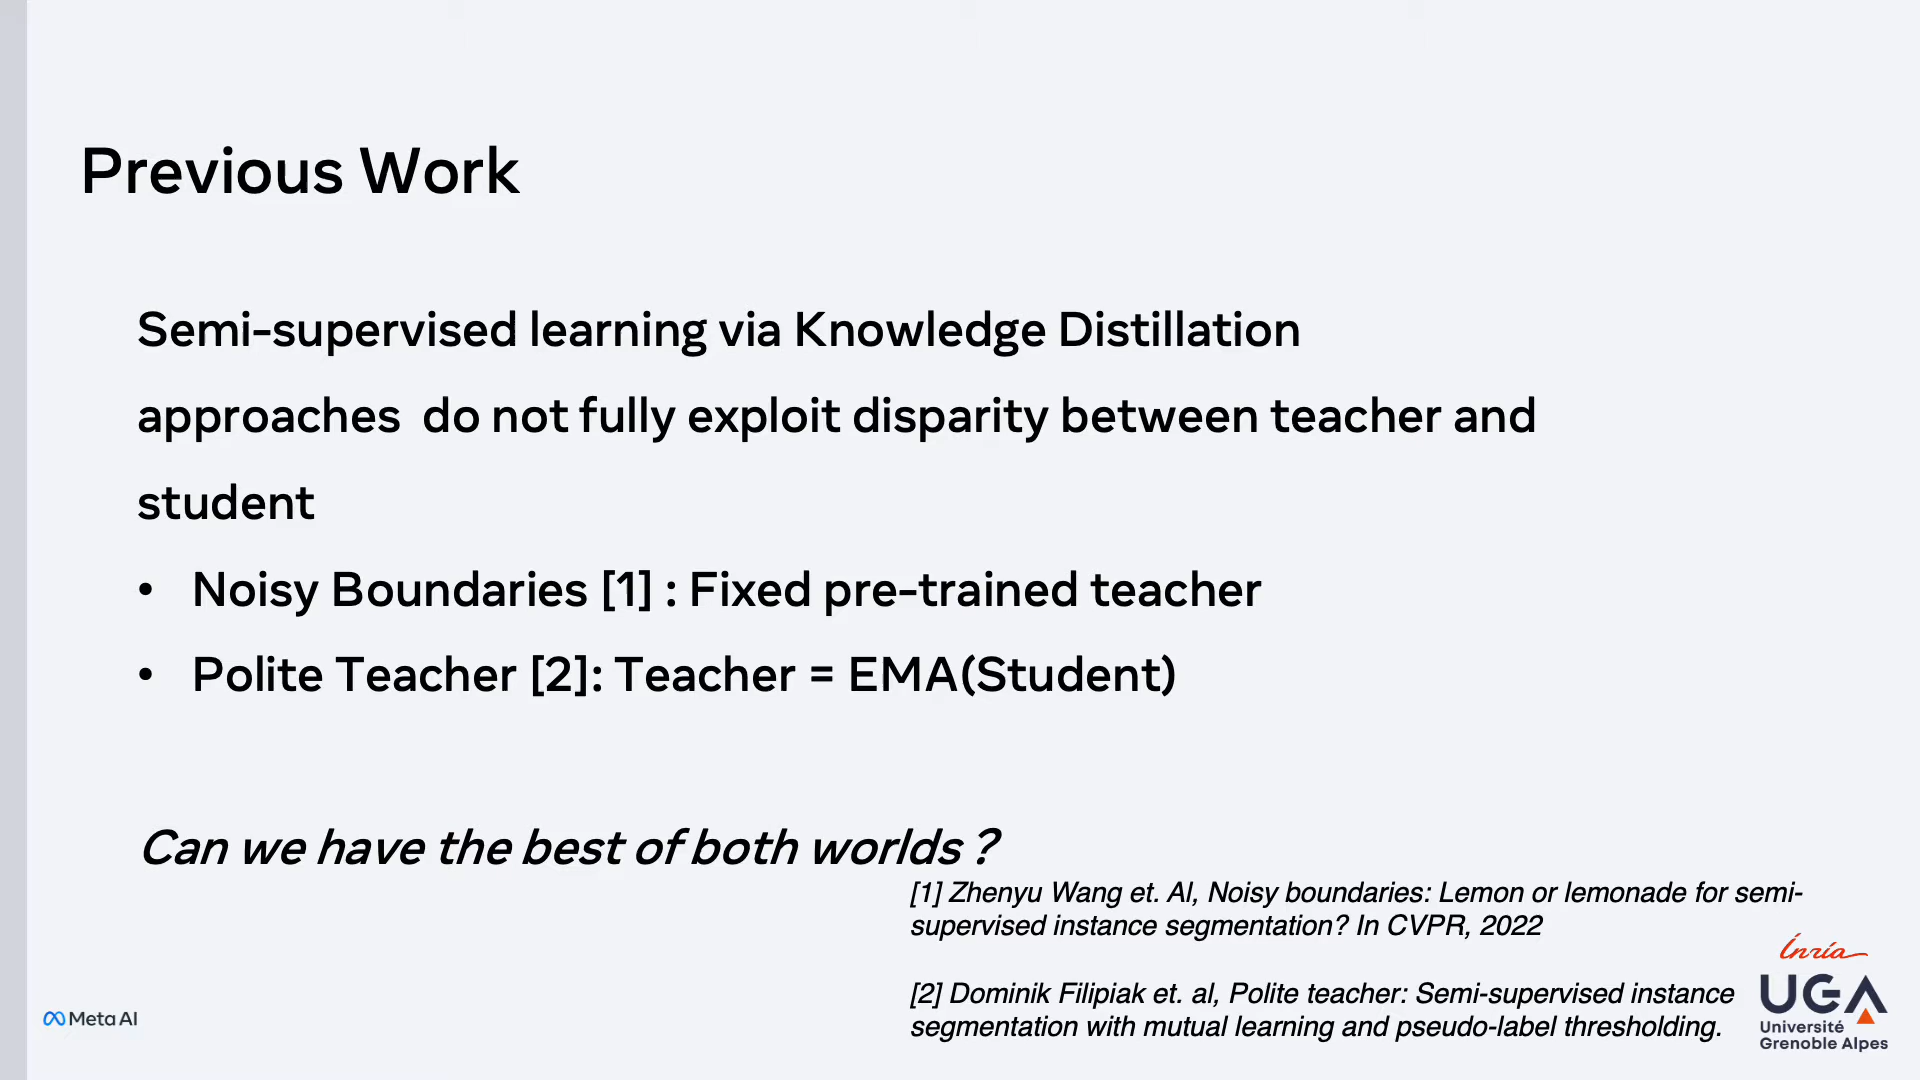 Previous Work
Semi-supervised learning via Knowledge Distillation
approaches  do not fully exploit disparity between teacher and
student
• Noisy Boundaries [1] : Fixed pre-trained teacher
• Polite Teacher [2]: Teacher = EMA(Student)
Can we have the best of both worlds ?
[1] Zhenyu Wang et. Al, Noisy boundaries: Lemon or lemonade for semi-
supervised instance segmentation? In CVPR, 2022
[2] Dominik Filipiak et. al, Polite teacher: Semi-supervised instance
segmentation with mutual learning and pseudo-label thresholding.
Meta AI
Inria
UGA
Université
Grenoble Alpes